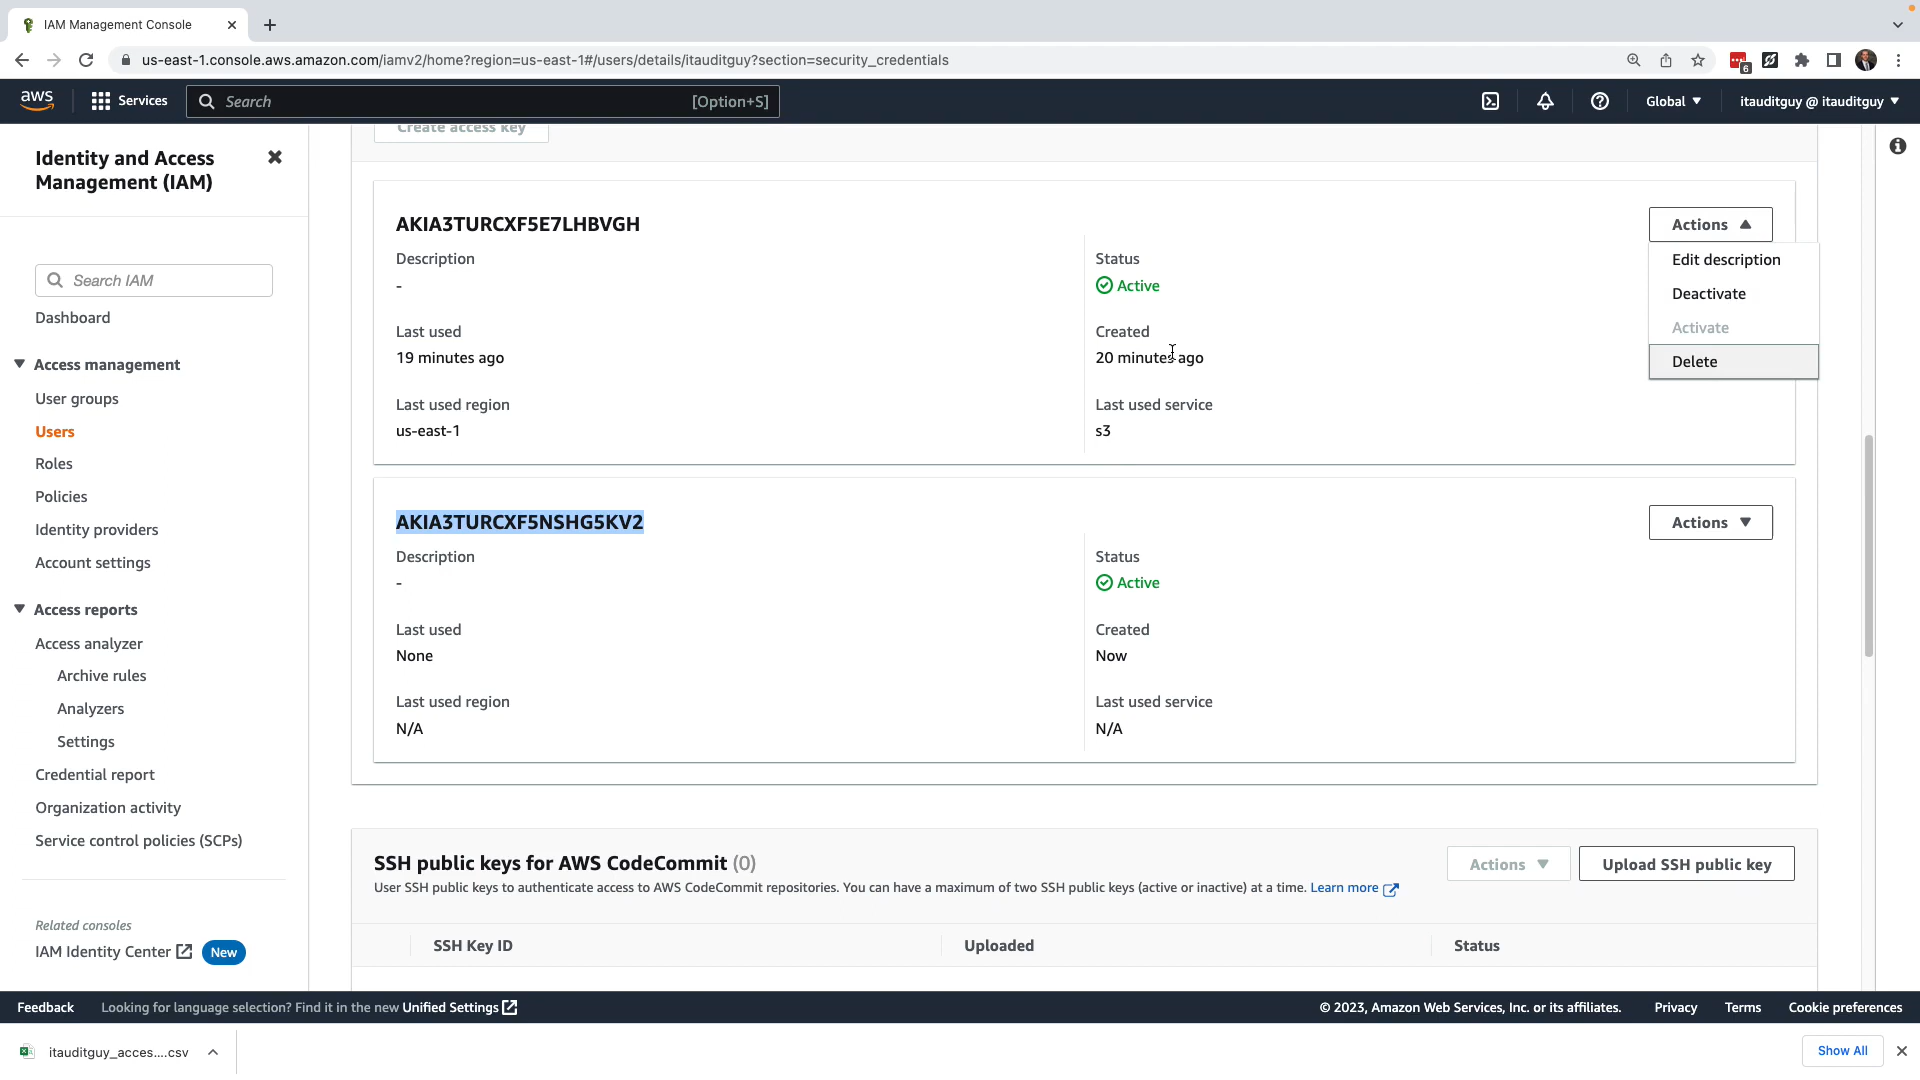 IAM Management Console
us-east-1.console.aws.amazon.com/iamv2/home?region=us-east-1#/users/details/itauditguy?section=security_credentials
6
aws
Services
Search
[Option+S]
Global
itauditguy @ itauditguy
Identity and Access
Management (IAM)
Search IAM
Dashboard
Access management
User groups
Users
Roles
Policies
Identity providers
Account settings
Access reports
Access analyzer
Archive rules
Analyzers
Settings
Credential report
Organization activity
Service control policies (SCPs)
Related consoles
IAM Identity Center
New
Create access key
AKIA3TURCXF5E7LHBVGH
Actions
Edit description
Deactivate
Activate
Delete
Description
-
Status
Active
Last used
19 minutes ago
Created
20 minutes ago
Last used region
us-east-1
Last used service
s3
AKIA3TURCXF5NSHG5KV2
Actions
Description
-
Status
Active
Last used
None
Created
Now
Last used region
N/A
Last used service
N/A
SSH public keys for AWS CodeCommit (0)
User SSH public keys to authenticate access to AWS CodeCommit repositories. You can have a maximum of two SSH public keys (active or inactive) at a time. Learn more
Actions
Upload SSH public key
SSH Key ID
Uploaded
Status
Feedback
Looking for language selection? Find it in the new Unified Settings
© 2023, Amazon Web Services, Inc. or its affiliates.
Privacy
Terms
Cookie preferences
itauditguy_acces....csv
Show All